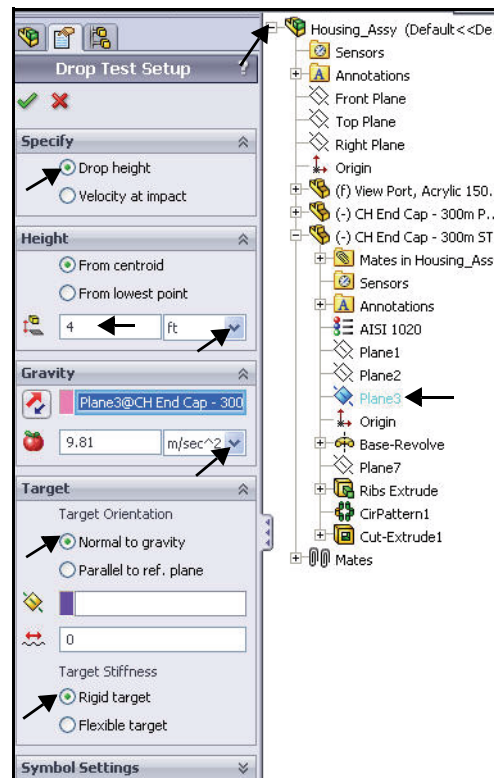 Drop Test Setup
?
Specify
Drop height
Velocity at impact
Height
From centroid
From lowest point
4 ft
Gravity
Plane3@CH End Cap - 300
9.81 m/sec^2
Target
Target Orientation
Normal to gravity
Parallel to ref. plane
0
Target Stiffness
Rigid target
Flexible target
Symbol Settings
Housing_Assy (Default<<De
Sensors
Annotations
Front Plane
Top Plane
Right Plane
Origin
(f) View Port, Acrylic 150.
(-) CH End Cap - 300m P..
(-) CH End Cap - 300m ST
Mates in Housing_Ass
Sensors
Annotations
AISI 1020
Plane1
Plane2
Plane3
Origin
Base-Revolve
Plane7
Ribs Extrude
CirPattern1
Cut-Extrude1
Mates